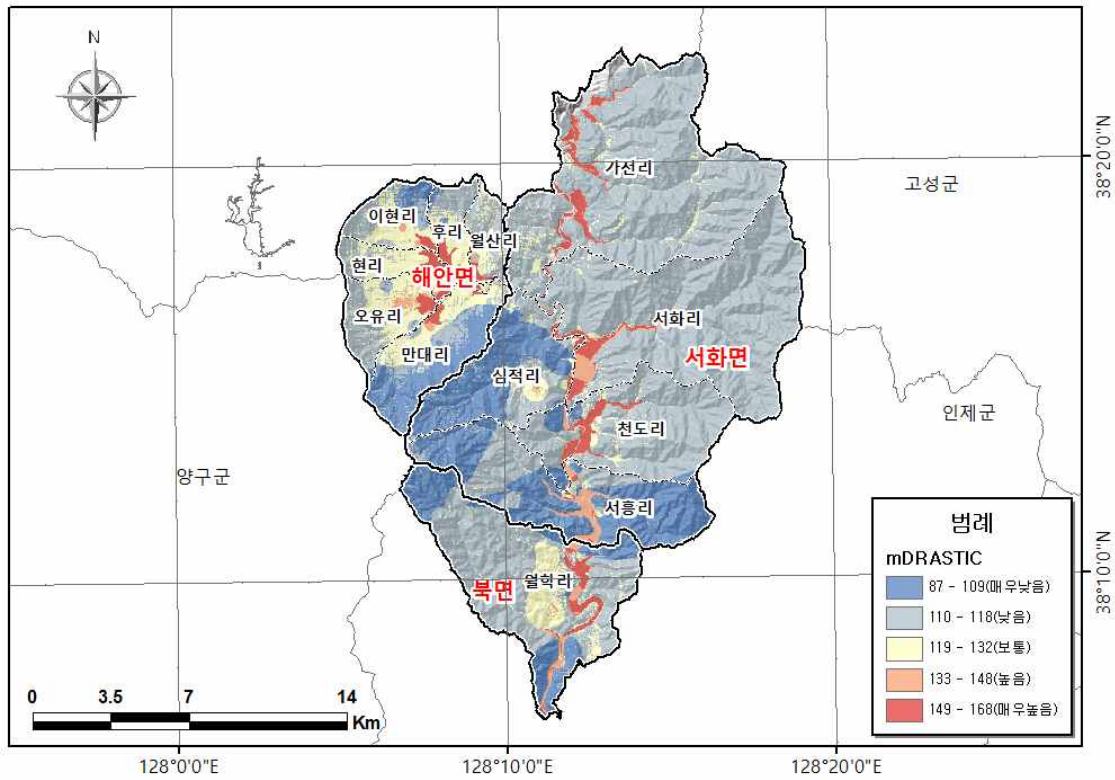 N
38°20'0"N
가전리
고성군
이현리
후리
월산리
현리
해안면
오유리
서화리
만대리
서화면
심적리
인제군
천도리
양구군
서흥리
범례
mDRASTIC
87 - 109(매우낮음)
110 - 118(낮음)
119 - 132(보통)
133 - 148(높음)
149 - 168(매우높음)
38°10'0"N
월학리
북면
0 3.5 7 14
Km
128°0'0"E 128°10'0"E 128°20'0"E